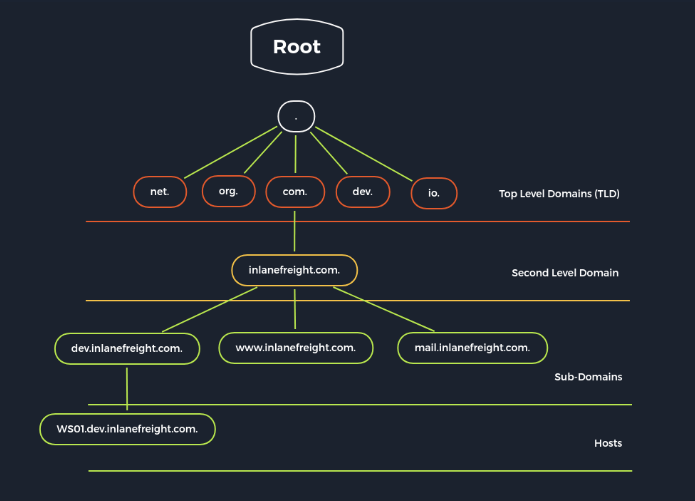 Root
.
net.
org.
com.
dev.
io.
Top Level Domains (TLD)
inlanefreight.com.
Second Level Domain
dev.inlanefreight.com.
www.inlanefreight.com.
mail.inlanefreight.com.
Sub-Domains
WS01.dev.inlanefreight.com.
Hosts